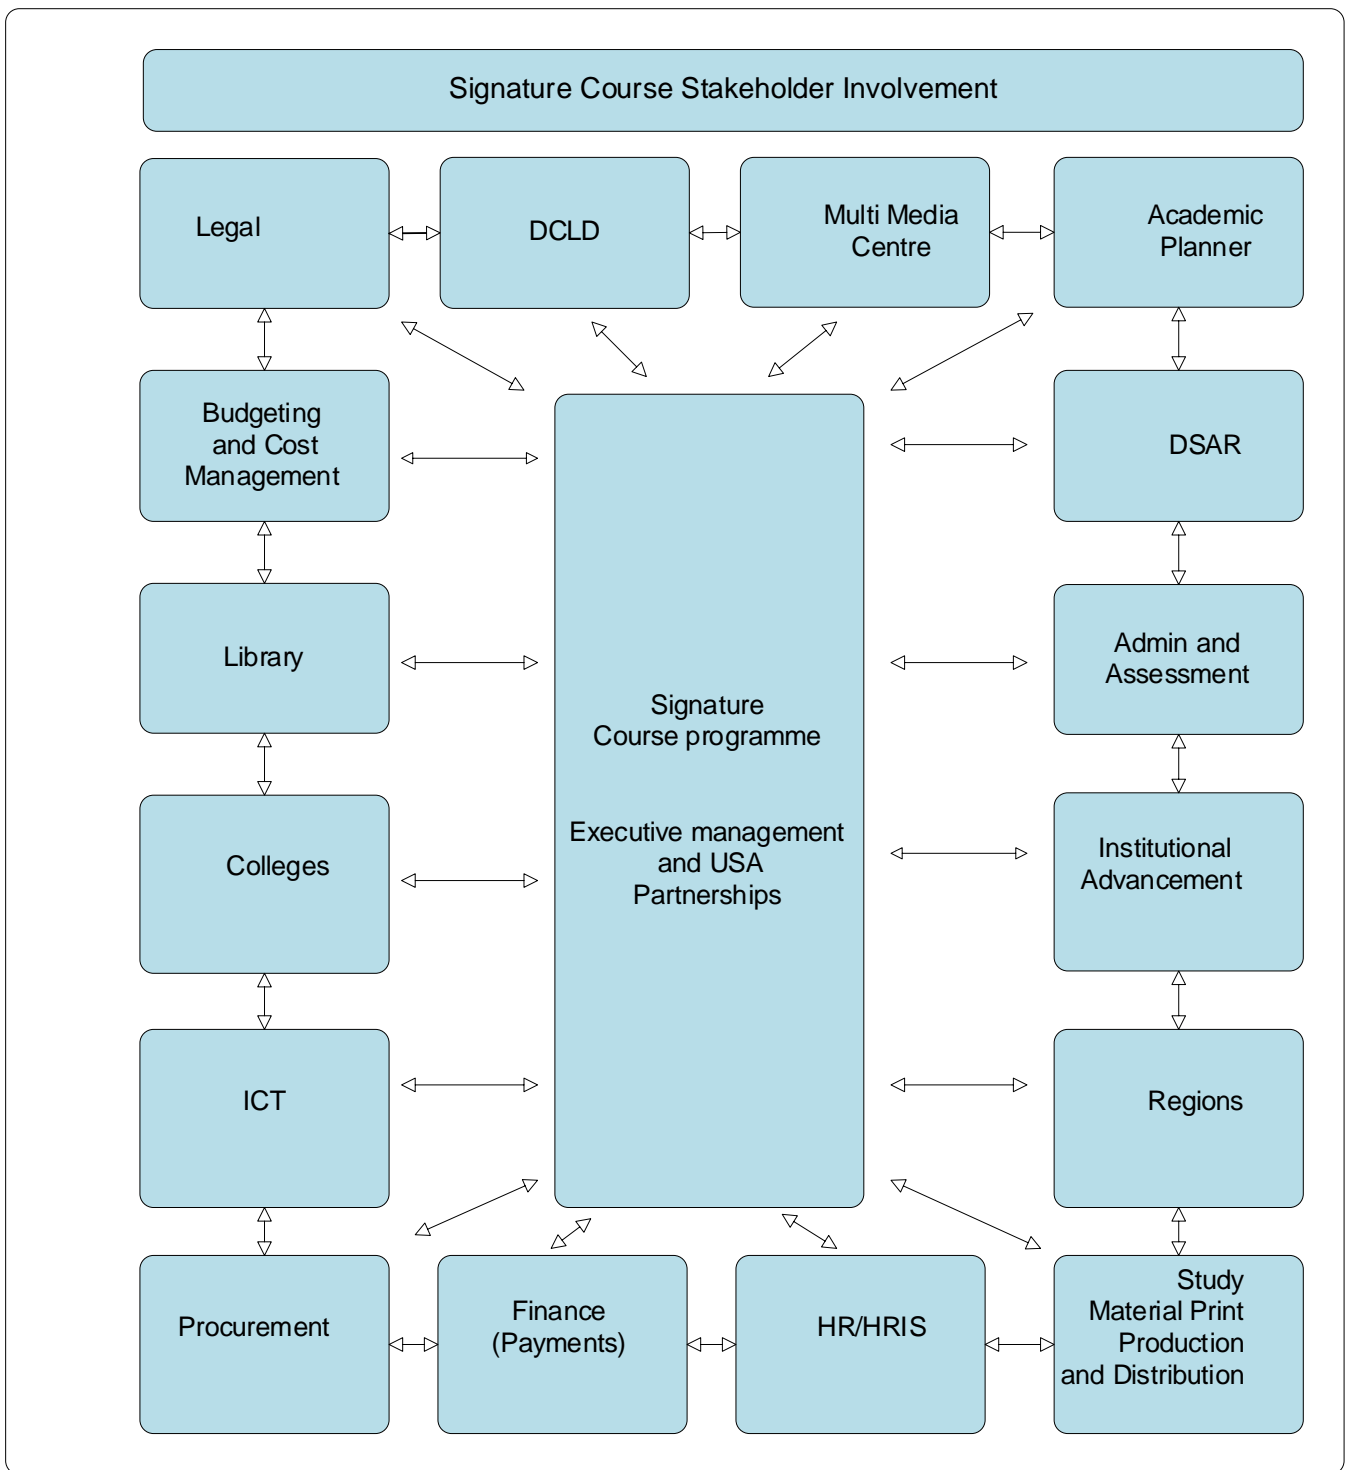 Signature Course Stakeholder Involvement
Legal
DCLD
Multi Media
Centre
Academic
Planner
Budgeting
and Cost
Management
DSAR
Library
Admin and
Assessment
Signature
Course programme
Executive management
and USA
Partnerships
Colleges
Institutional
Advancement
ICT
Regions
Procurement
Finance
(Payments)
HR/HRIS
Study
Material Print
Production
and Distribution